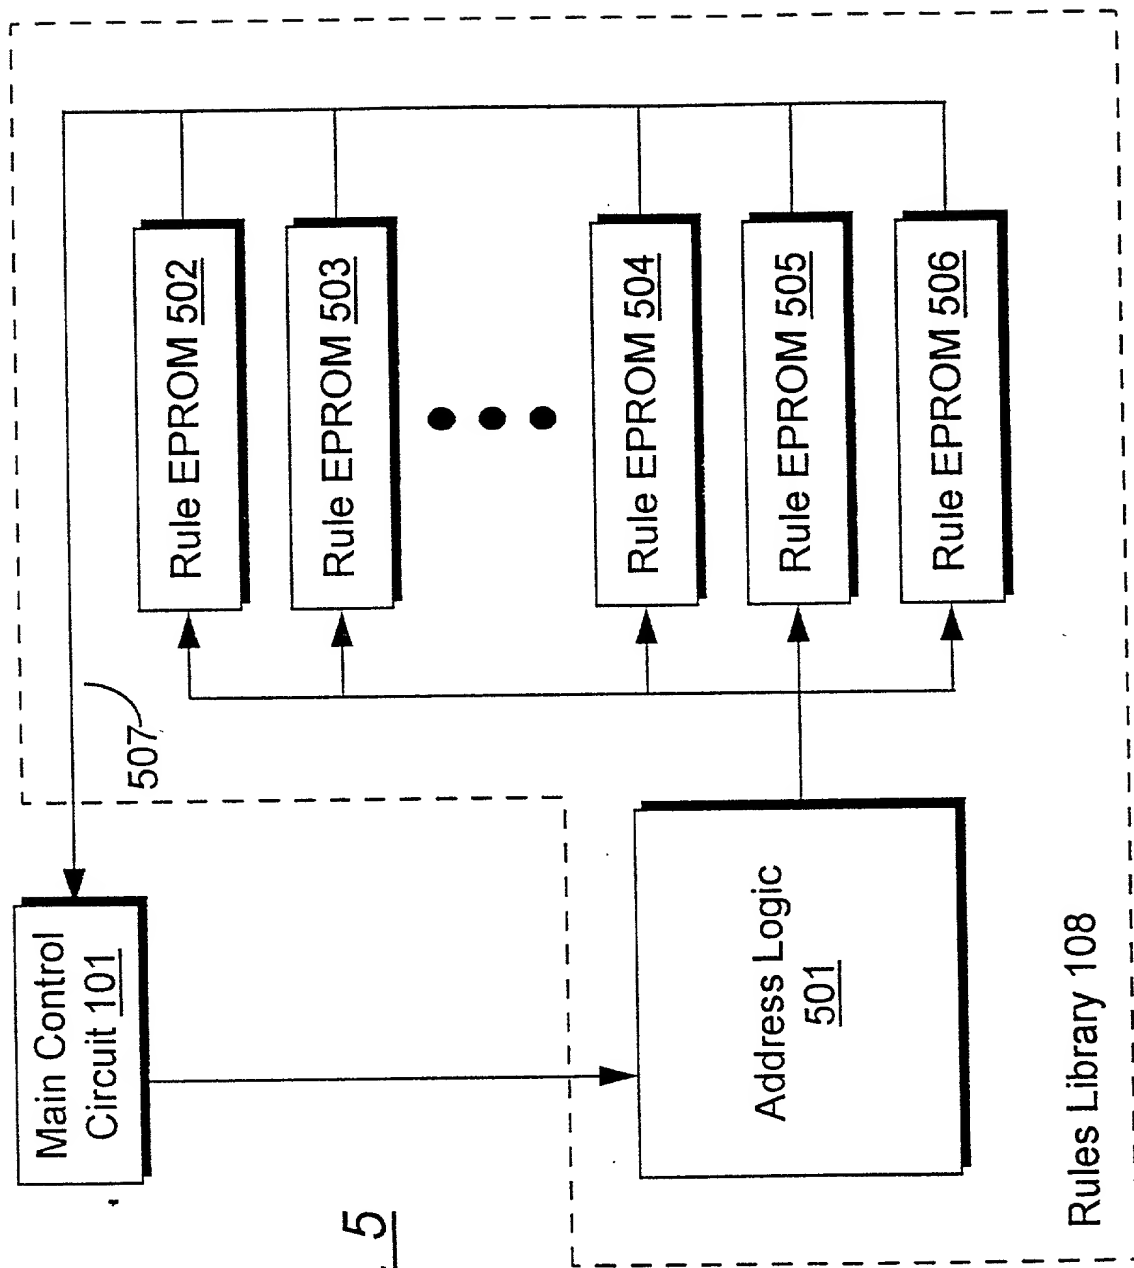 Main Control
Circuit 101
507
Rule EPROM 502
Rule EPROM 503
Rule EPROM 504
Rule EPROM 505
Rule EPROM 506
Address Logic
501
Rules Library 108
5